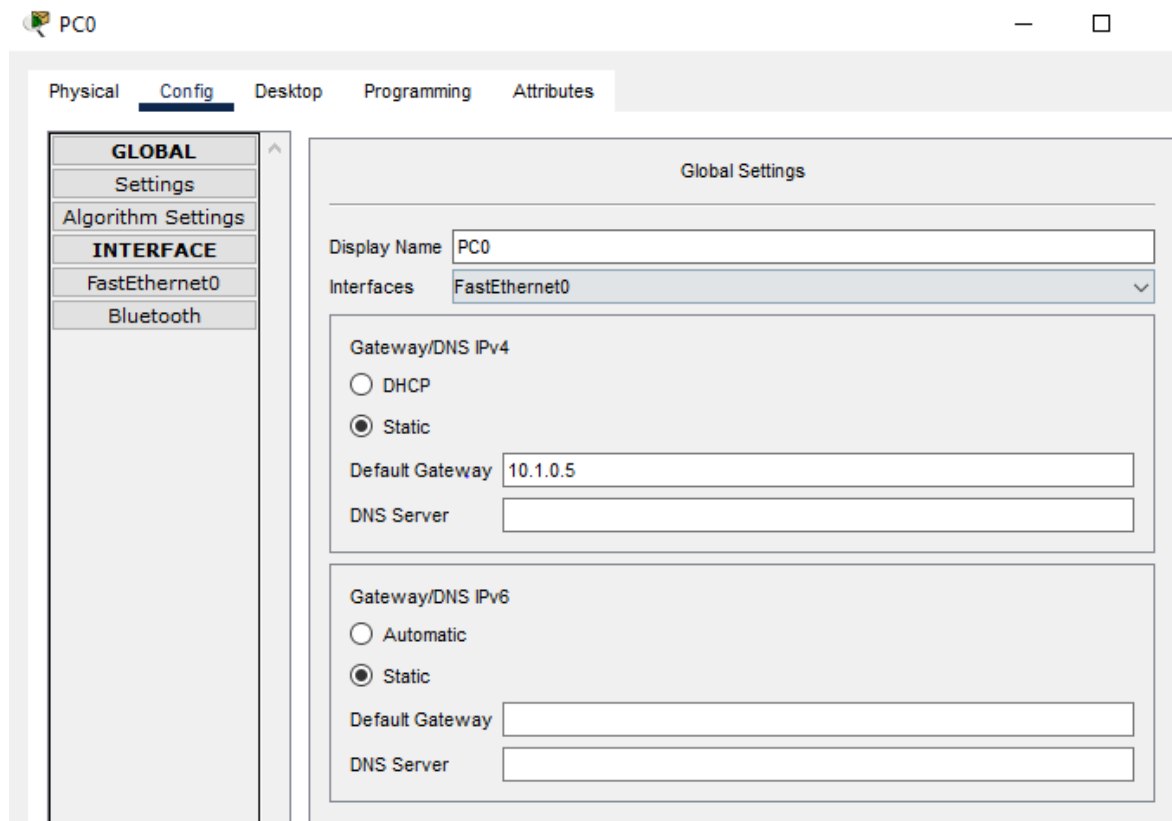 PC0
Physical Config Desktop Programming Attributes
GLOBAL
Settings
Algorithm Settings
INTERFACE
FastEthernet0
Bluetooth
Global Settings
Display Name PC0
Interfaces FastEthernet0
Gateway/DNS IPv4
DHCP
Static
Default Gateway 10.1.0.5
DNS Server
Gateway/DNS IPv6
Automatic
Static
Default Gateway
DNS Server